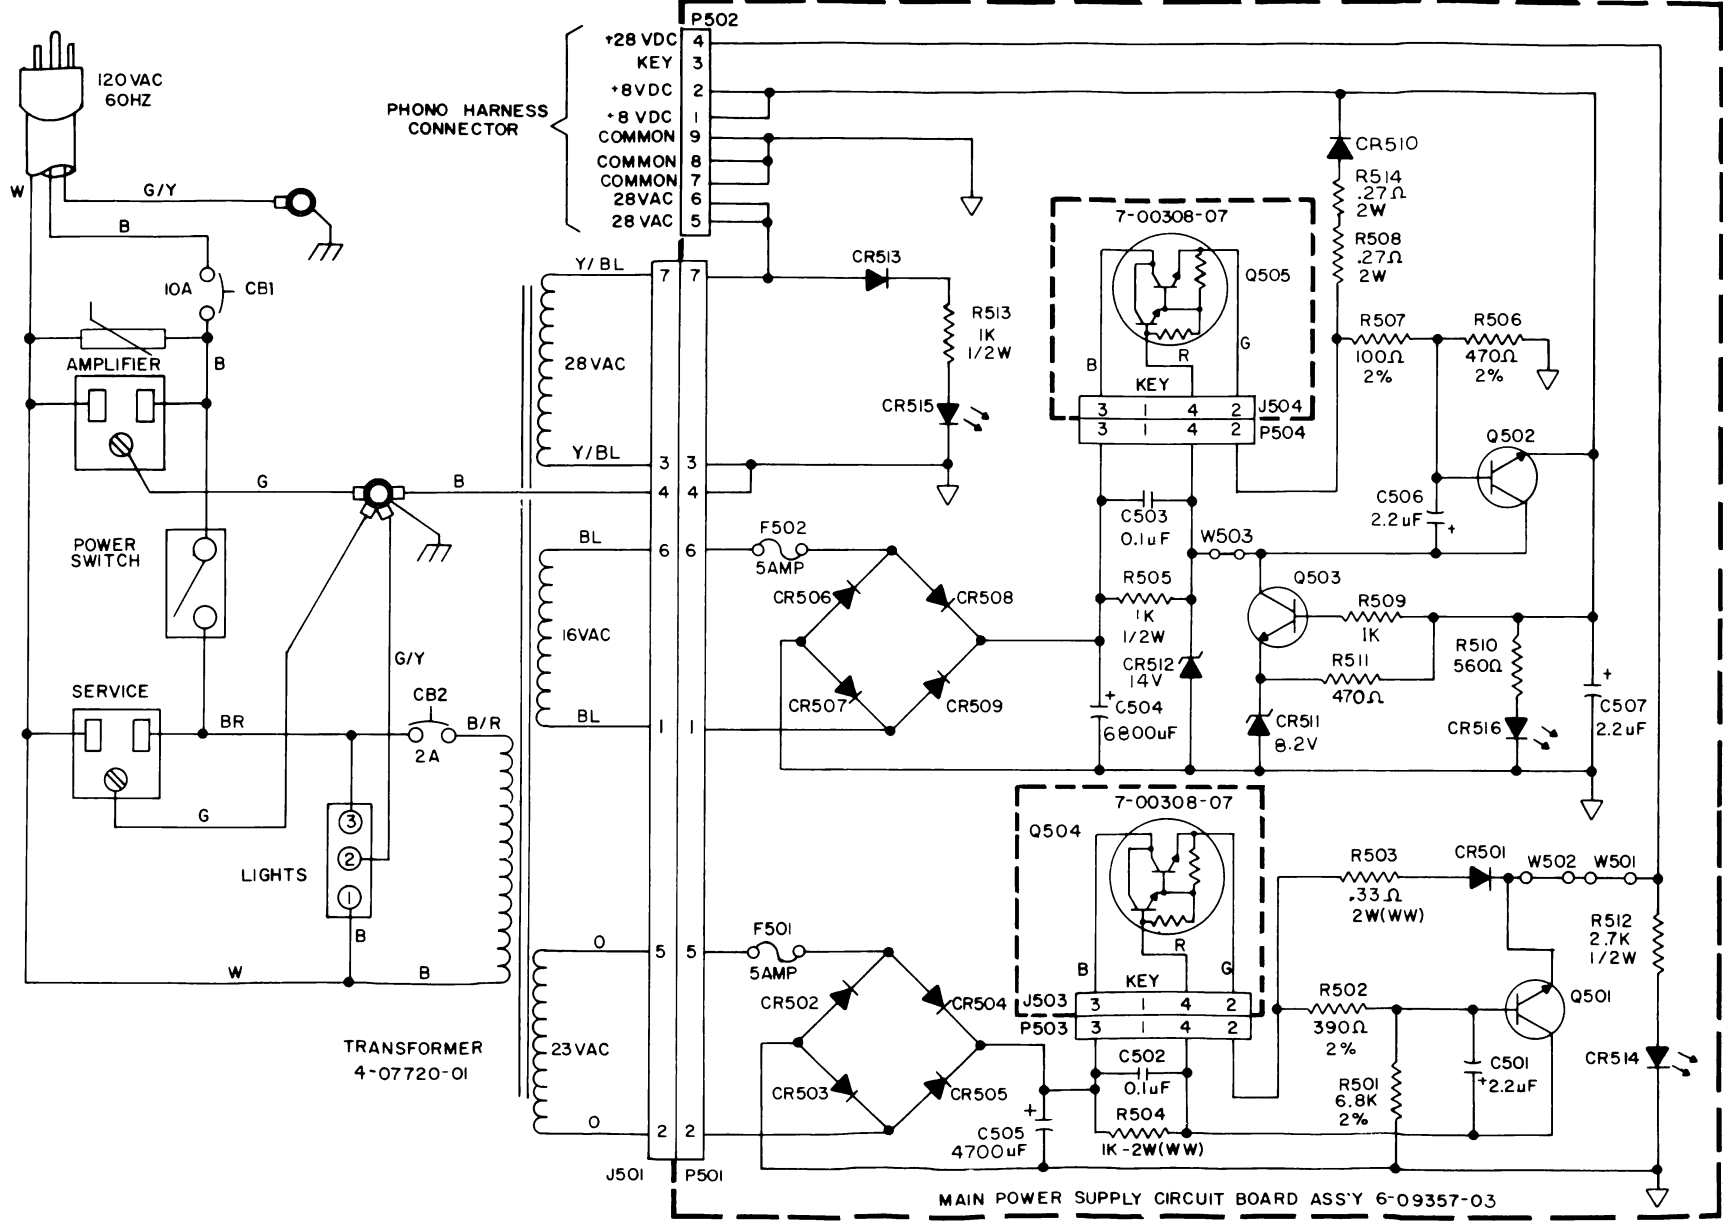 P502
+28 VDC 4
KEY 3
+8VDC 2
+8 VDC 1
COMMON 9
COMMON 8
COMMON 7
28VAC 6
28 VAC 5
PHONO HARNESS
CONNECTOR
120VAC
60HZ
W
G/Y
B
10A
CB1
AMPLIFIER
B
G
B
POWER
SWITCH
SERVICE
BR
CB2
2A
B/R
G/Y
G
LIGHTS
3
2
1
B
W
B
TRANSFORMER
4-07720-01
Y/BL
28VAC
Y/BL
BL
16VAC
BL
O
23VAC
O
7 7
3 3
4 4
6 6
1 1
5 5
2 2
J501
P501
CR513
R513
1K
1/2W
CR515
F502
5AMP
CR506
CR508
CR507
CR509
7-00308-07
Q505
B
R
G
KEY
3 1 4 2
J504
3 1 4 2
P504
C503
0.1uF
R505
1K
1/2W
CR512
14V
+
C504
6800uF
W503
Q503
R509
1K
R511
470Ω
CR511
8.2V
R510
560Ω
CR516
+
C507
2.2uF
CR510
R514
.27Ω
2W
R508
.27Ω
2W
R507
100Ω
2%
R506
470Ω
2%
Q502
C506
2.2uF
+
7-00308-07
Q504
B
R
G
KEY
J503
3 1 4 2
P503
3 1 4 2
F501
5AMP
CR502
CR504
CR503
CR505
+
C505
4700uF
C502
0.1uF
R504
1K-2W(WW)
R503
.33Ω
2W(WW)
CR501
W502
W501
R512
2.7K
1/2W
R502
390Ω
2%
Q501
R501
6.8K
2%
C501
+2.2uF
CR514
MAIN POWER SUPPLY CIRCUIT BOARD ASS'Y 6-09357-03